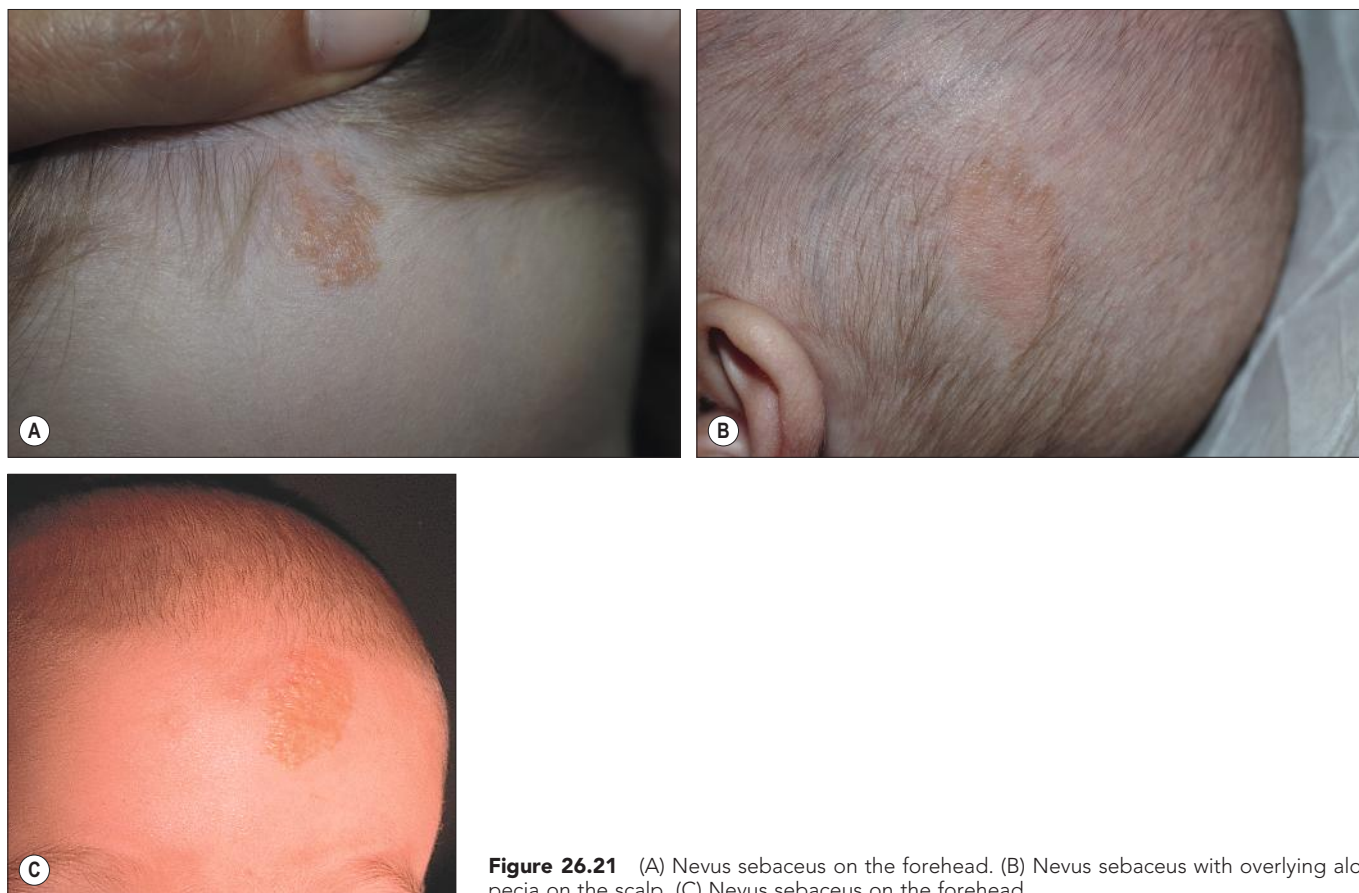 A
B
C
Figure 26.21 (A) Nevus sebaceus on the forehead. (B) Nevus sebaceus with overlying alo-
pecia on the scalp. (C) Nevus sebaceus on the forehead.